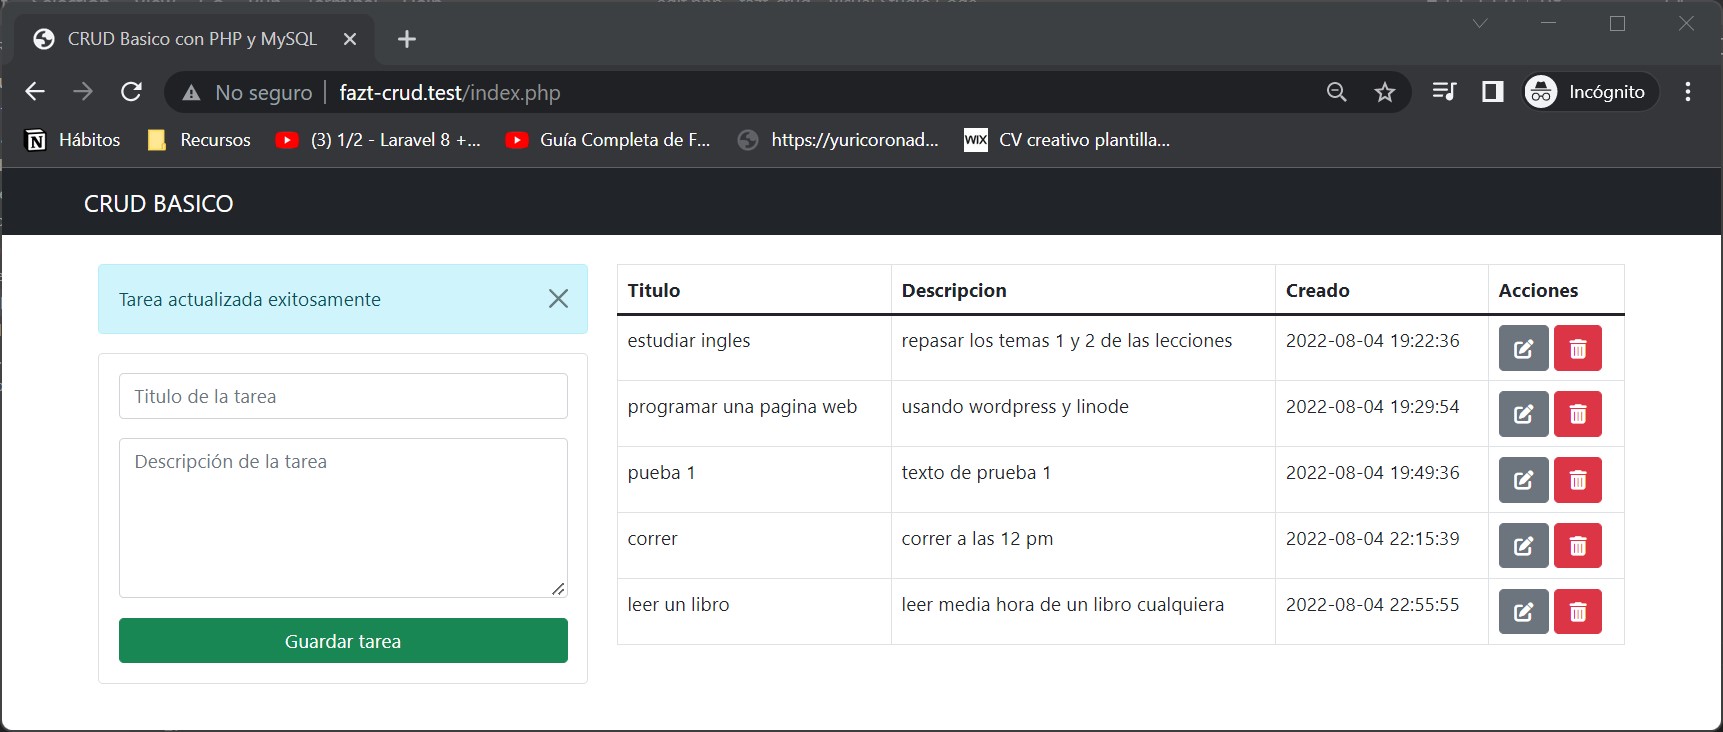 CRUD Basico con PHP y MySQL
No seguro fazt-crud.test/index.php Incógnito
Hábitos Recursos (3) 1/2 - Laravel 8 +... Guía Completa de F... https://yuricoronad... WIX CV creativo plantilla...
CRUD BASICO
Tarea actualizada exitosamente
Titulo de la tarea
Descripción de la tarea
Guardar tarea
Titulo Descripcion Creado Acciones
estudiar ingles repasar los temas 1 y 2 de las lecciones 2022-08-04 19:22:36
programar una pagina web usando wordpress y linode 2022-08-04 19:29:54
pueba 1 texto de prueba 1 2022-08-04 19:49:36
correr correr a las 12 pm 2022-08-04 22:15:39
leer un libro leer media hora de un libro cualquiera 2022-08-04 22:55:55